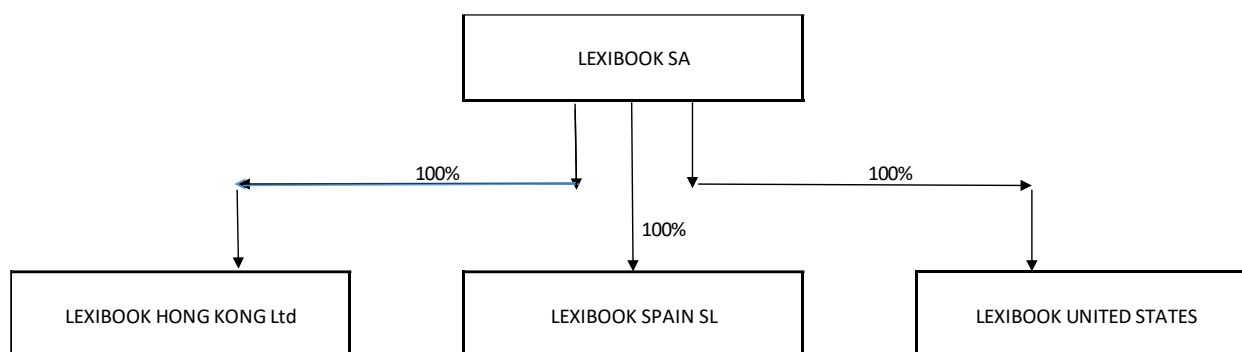 LEXIBOOK SA
100%
100%
100%
LEXIBOOK HONG KONG Ltd
LEXIBOOK SPAIN SL
LEXIBOOK UNITED STATES